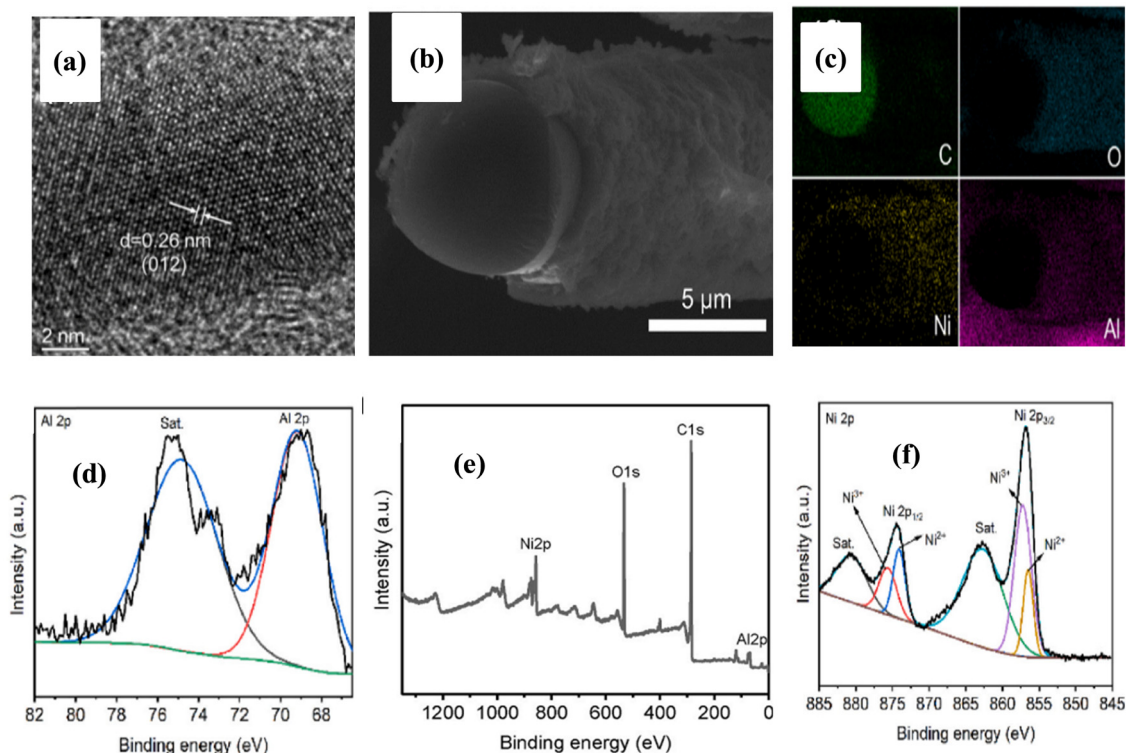 (a)
d=0.26 nm
(012)
2 nm
(b)
5 µm
(c)
C
O
Ni
Al
Al 2p
Sat.
Al 2p
(d)
Intensity (a.u.)
82 80 78 76 74 72 70 68
Binding energy (eV)
(e)
C1s
O1s
Ni2p
Al2p
Intensity (a.u.)
1200 1000 800 600 400 200 0
Binding energy (eV)
Ni 2p
Ni 2p3/2
(f)
Ni³⁺
Ni³⁺
Ni 2p1/2
Sat.
Ni²⁺
Sat.
Ni²⁺
Intensity (a.u.)
885 880 875 870 865 860 855 850 845
Binding energy (eV)